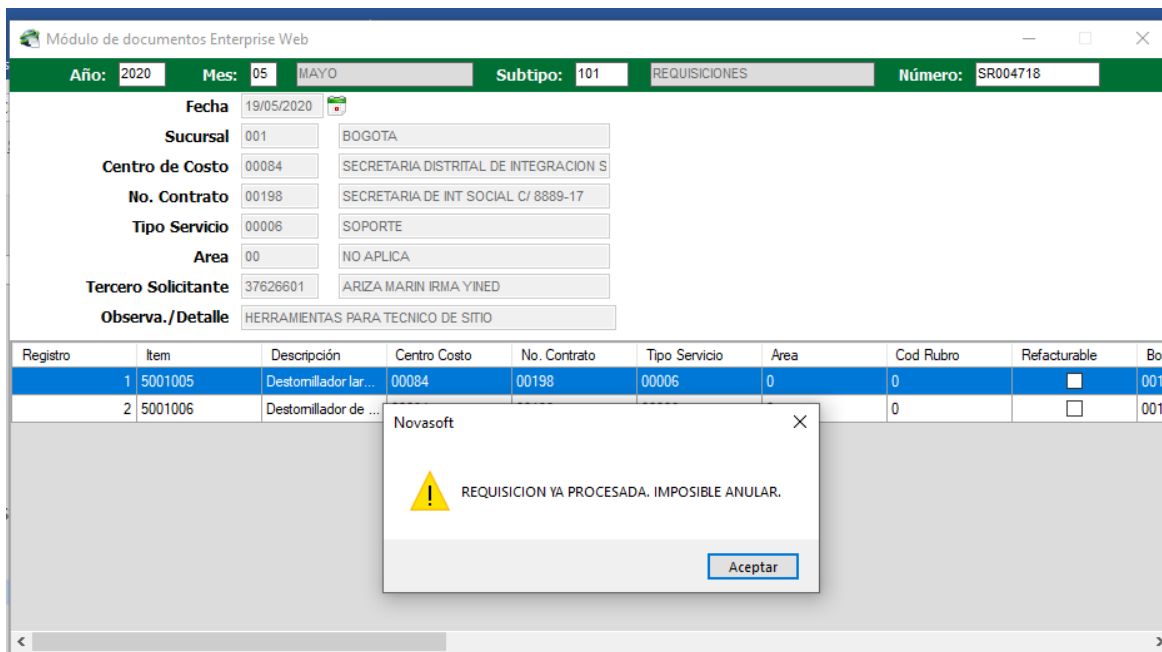 Módulo de documentos Enterprise Web
Año: 2020 Mes: 05 MAYO Subtipo: 101 REQUISICIONES Número: SR004718
Fecha 19/05/2020
Sucursal 001 BOGOTA
Centro de Costo 00084 SECRETARIA DISTRITAL DE INTEGRACION S
No. Contrato 00198 SECRETARIA DE INT SOCIAL C/ 8889-17
Tipo Servicio 00006 SOPORTE
Area 00 NO APLICA
Tercero Solicitante 37626601 ARIZA MARIN IRMA YINED
Observa./Detalle HERRAMIENTAS PARA TECNICO DE SITIO
Registro Item Descripción Centro Costo No. Contrato Tipo Servicio Area Cod Rubro Refacturable Bo
1 5001005 Destornillador lar... 00084 00198 00006 0 0 001
2 5001006 Destornillador de ... 0 001
Novasoft
REQUISICION YA PROCESADA. IMPOSIBLE ANULAR.
Aceptar